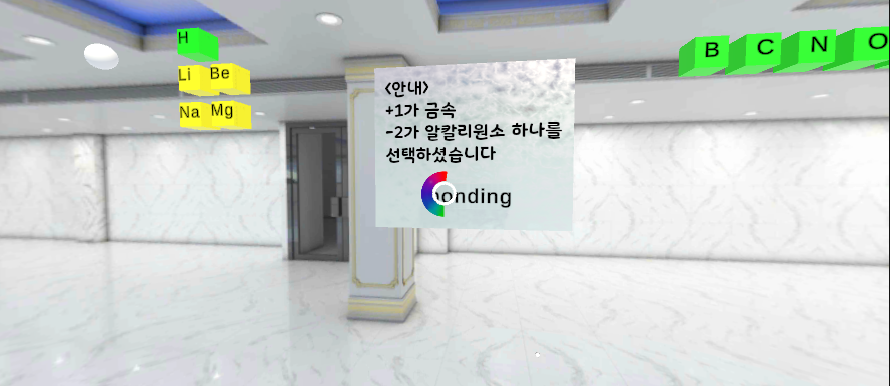 H
Li Be
Na Mg
B C N O
<안내>
+1가 금속
-2가 알칼리원소 하나를
선택하셨습니다